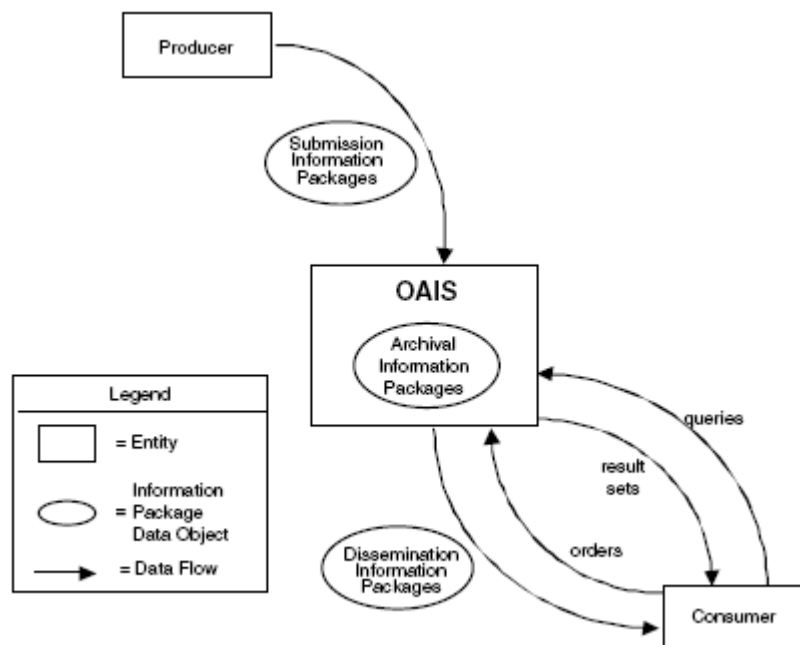 Producer
Submission
Information
Packages
OAIS
Archival
Information
Packages
Legend
= Entity
Information
= Package
Data Object
= Data Flow
queries
result
sets
orders
Dissemination
Information
Packages
Consumer